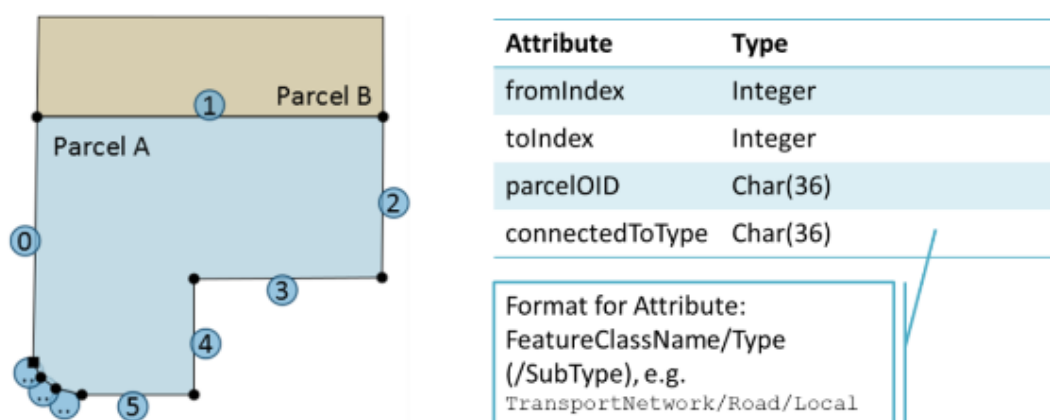 Parcel B
1
Parcel A
2
0
3
4
..
..
..
5
Attribute Type
fromIndex Integer
toIndex Integer
parcelOID Char(36)
connectedToType Char(36)
Format for Attribute:
FeatureClassName/Type
(/SubType), e.g.
TransportNetwork/Road/Local